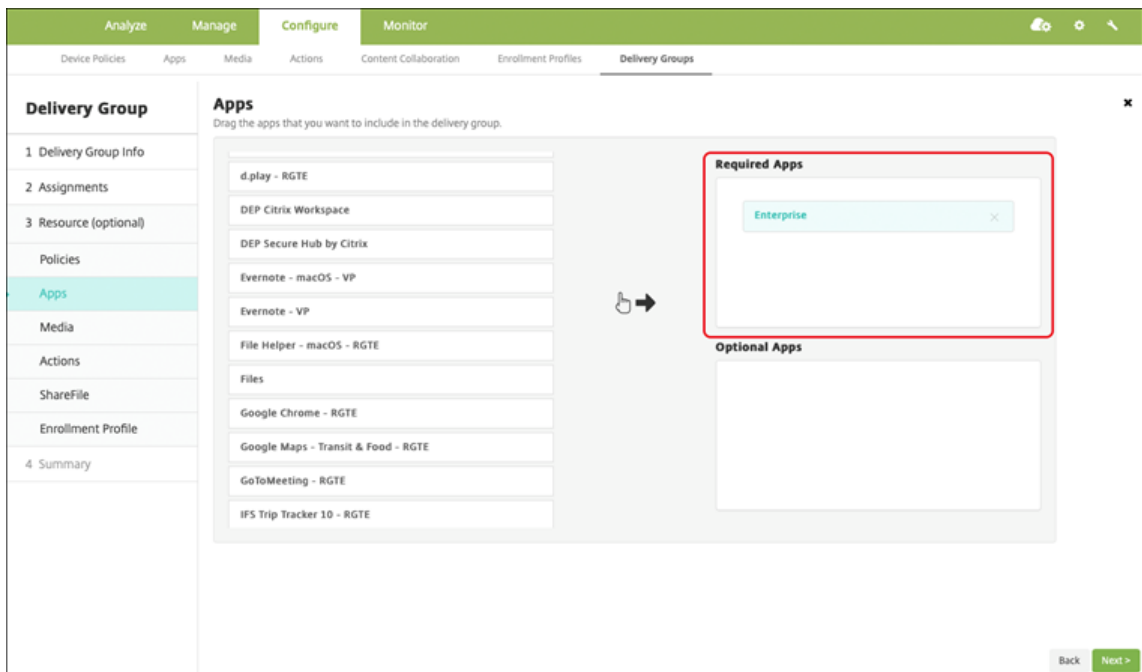 Analyze Manage Configure Monitor
Device Policies Apps Media Actions Content Collaboration Enrollment Profiles Delivery Groups
Delivery Group
1 Delivery Group Info
2 Assignments
3 Resource (optional)
Policies
Apps
Media
Actions
ShareFile
Enrollment Profile
4 Summary
Apps
Drag the apps that you want to include in the delivery group.
d.play - RGTE
DEP Citrix Workspace
DEP Secure Hub by Citrix
Evernote - macOS - VP
Evernote - VP
File Helper - macOS - RGTE
Files
Google Chrome - RGTE
Google Maps - Transit & Food - RGTE
GoToMeeting - RGTE
IFS Trip Tracker 10 - RGTE
Required Apps
Enterprise
Optional Apps
Back Next >